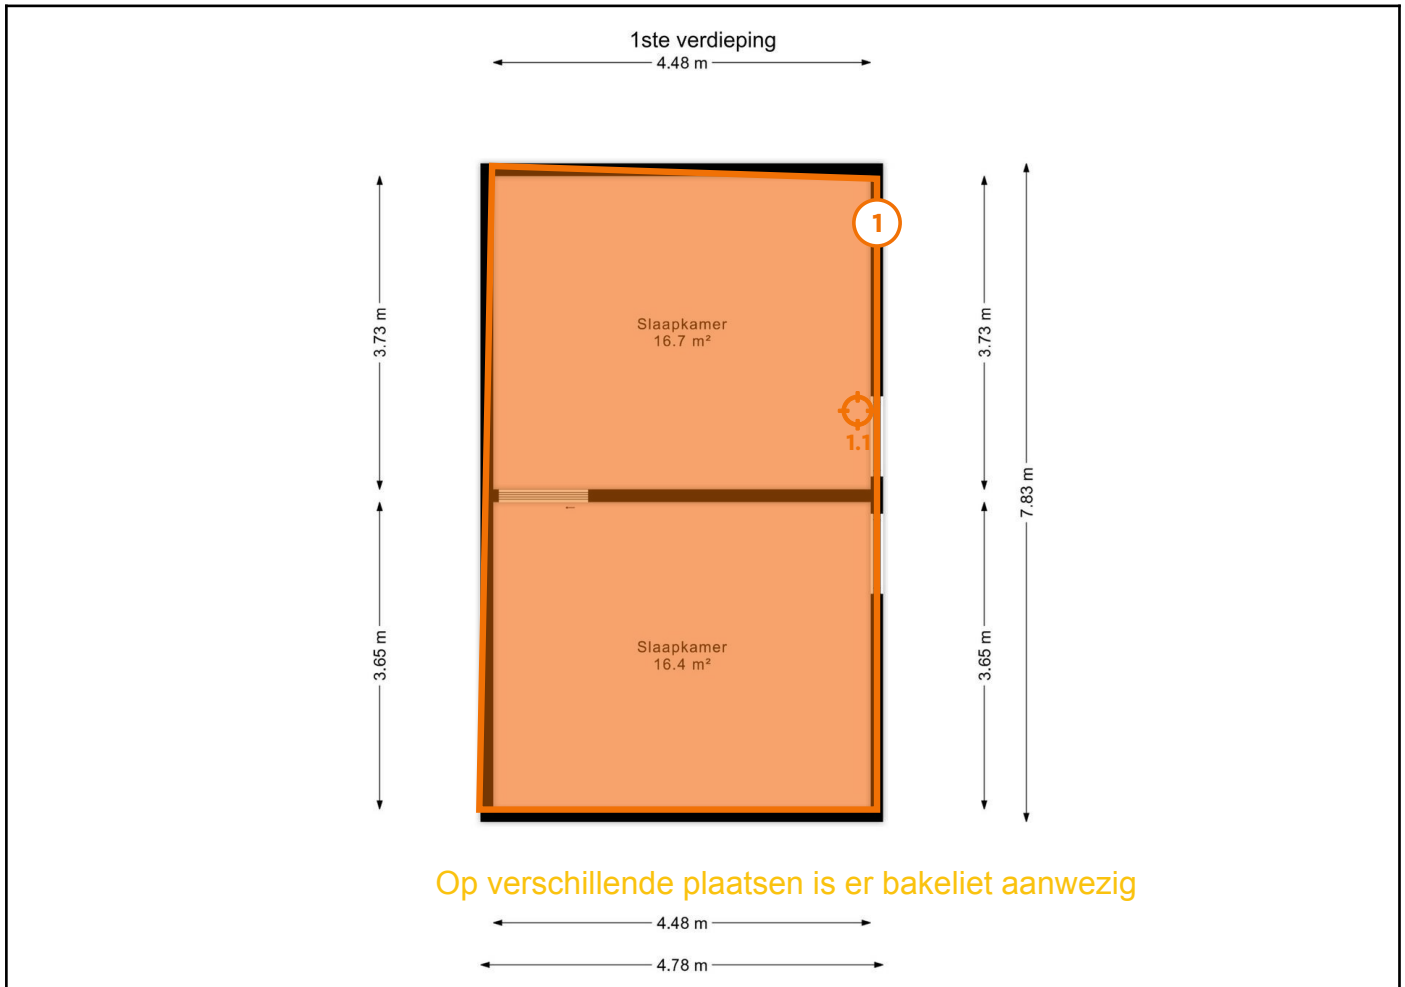 1ste verdieping
4.48 m
1
3.73 m
Slaapkamer
16.7 m²
3.73 m
1.1
7.83 m
3.65 m
Slaapkamer
16.4 m²
3.65 m
Op verschillende plaatsen is er bakeliet aanwezig
4.48 m
4.78 m